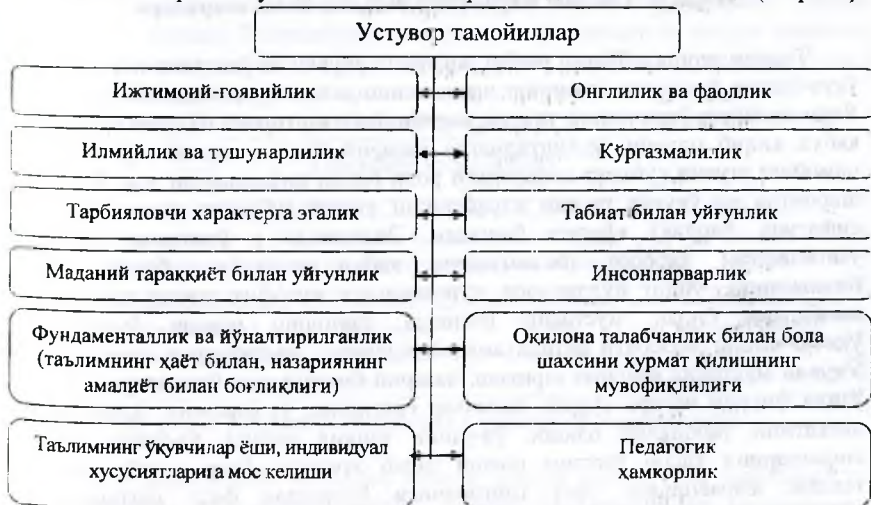 Устувор тамойиллар
Ижтимоий-ғоявийлик
Онглилик ва фаоллик
Илмийлик ва тушунарлилик
Кўргазмалилик
Тарбияловчи характерга эгалик
Табиат билан уйғунлик
Маданий тараққиёт билан уйғунлик
Инсонпарварлик
Фундаменталлик ва йўналтирилганлик
(таълимнинг ҳаёт билан, назариянинг
амалиёт билан боғлиқлиги)
Оқилона талабчанлик билан бола
шахсини ҳурмат қилишнинг
мувофиқлилиги
Таълимнинг ўқувчилар ёши, индивидуал
хусусиятларига мос келиши
Педагогик
ҳамкорлик